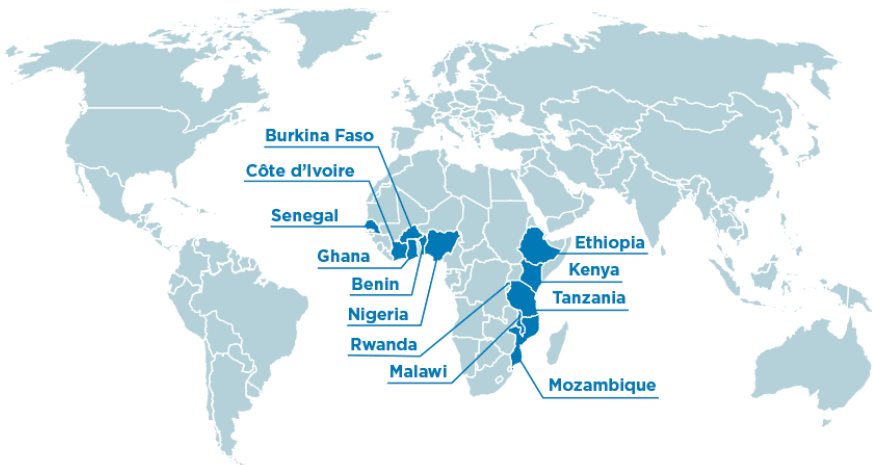 Burkina Faso
Côte d’Ivoire
Senegal
Ghana
Benin
Nigeria
Rwanda
Malawi
Ethiopia
Kenya
Tanzania
Mozambique